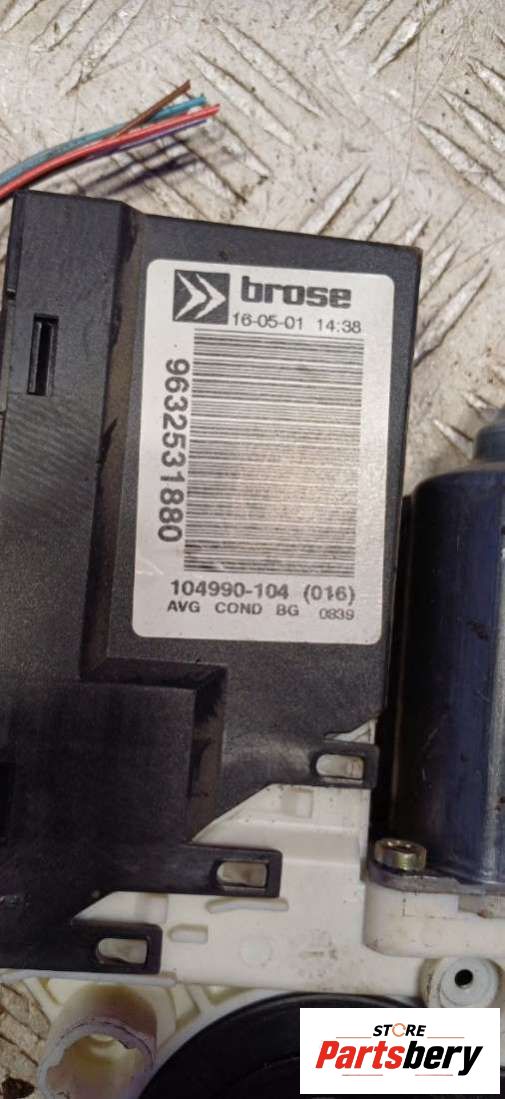 brose
16-05-01 14:38
9632531880
104990-104 (016)
AVG COND BG 0839
STORE
Partsbery